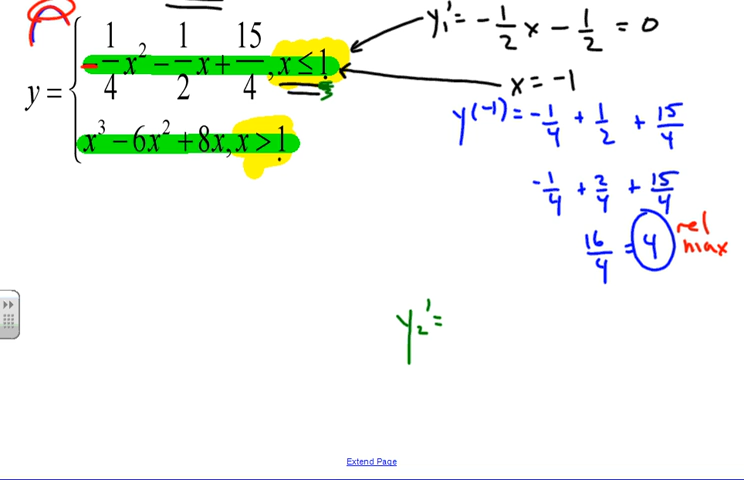 y = { -1/4 x² - 1/2 x + 15/4, x ≤ 1
x³ - 6x² + 8x, x > 1
y₁' = -1/2 x - 1/2 = 0
x = -1
y(-1) = -1/4 + 1/2 + 15/4
-1/4 + 2/4 + 15/4
16/4 = 4 rel max
y₂' =
Extend Page